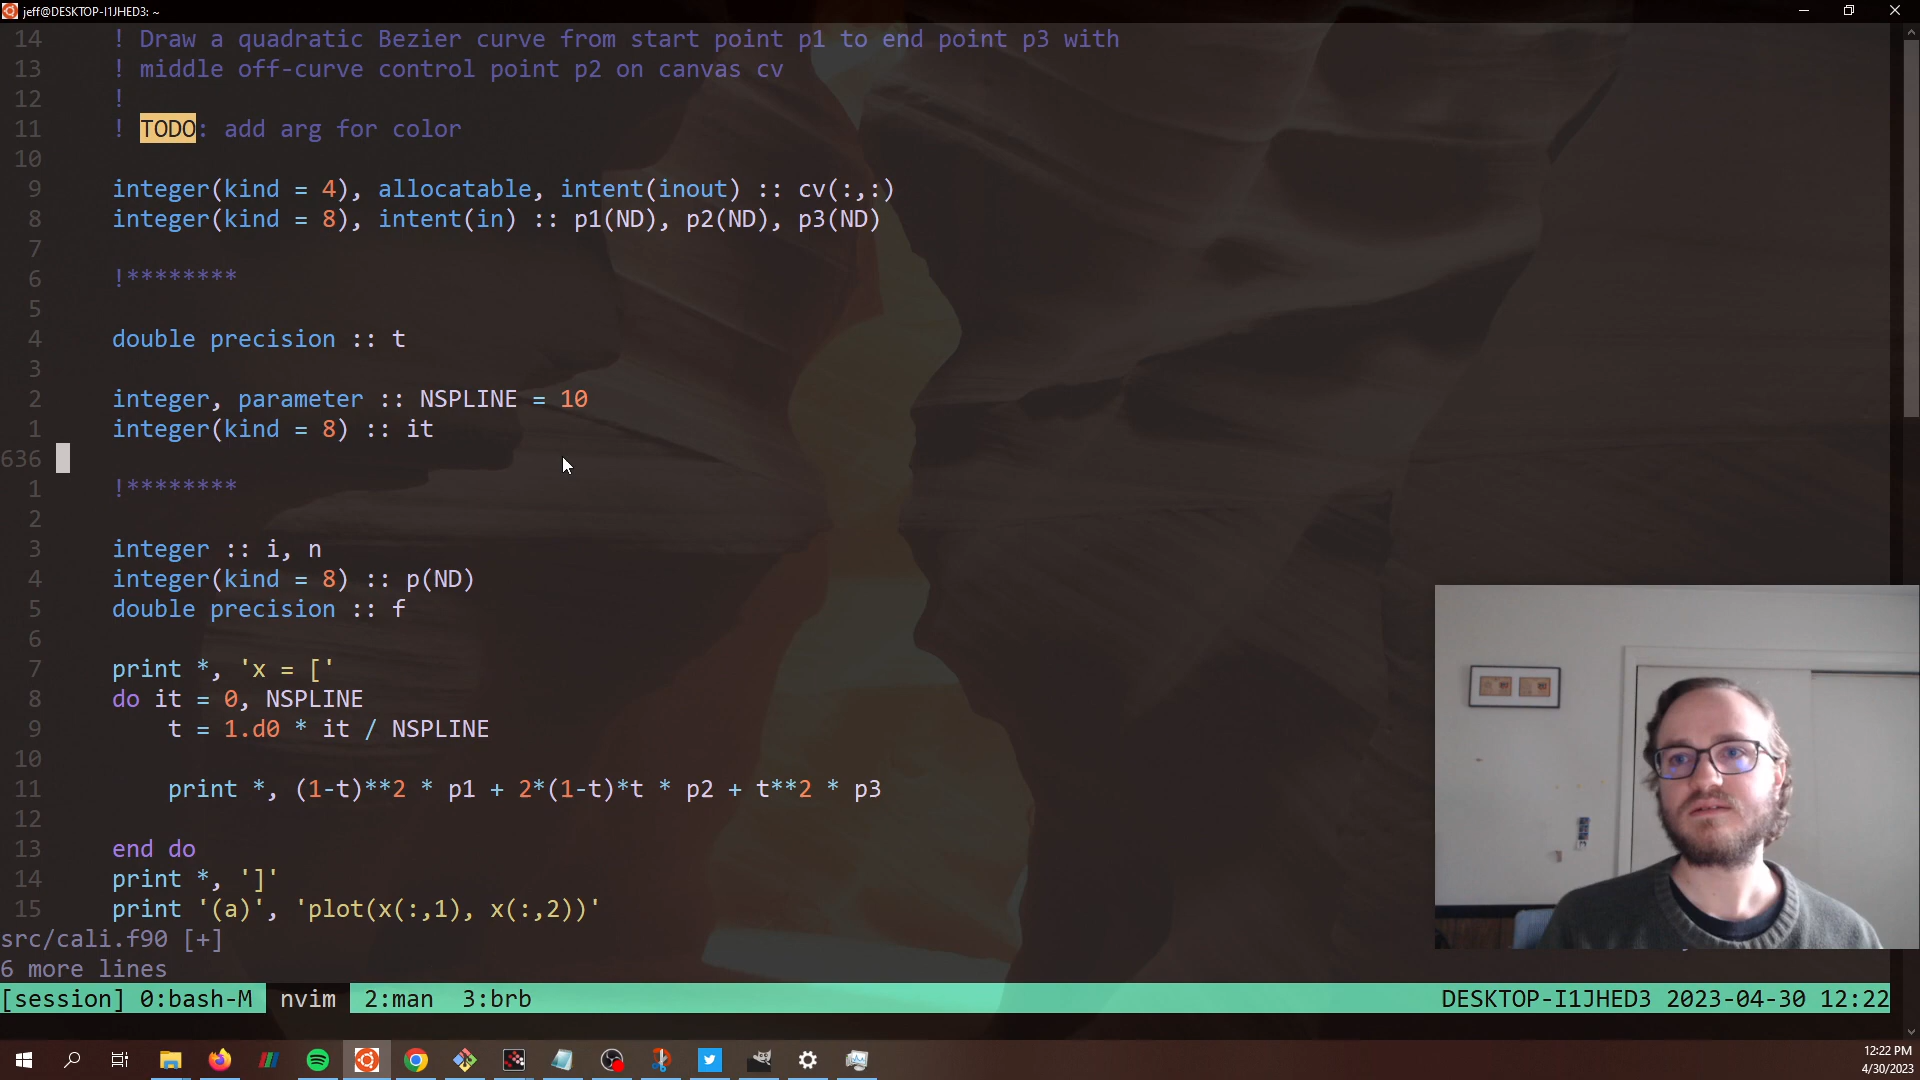 jeff@DESKTOP-I1JHED3: ~
14 ! Draw a quadratic Bezier curve from start point p1 to end point p3 with
13 ! middle off-curve control point p2 on canvas cv
12 !
11 ! TODO: add arg for color
10
9 integer(kind = 4), allocatable, intent(inout) :: cv(:,:)
8 integer(kind = 8), intent(in) :: p1(ND), p2(ND), p3(ND)
7
6 !********
5
4 double precision :: t
3
2 integer, parameter :: NSPLINE = 10
1 integer(kind = 8) :: it
636
1 !********
2
3 integer :: i, n
4 integer(kind = 8) :: p(ND)
5 double precision :: f
6
7 print *, 'x = ['
8 do it = 0, NSPLINE
9 t = 1.d0 * it / NSPLINE
10
11 print *, (1-t)**2 * p1 + 2*(1-t)*t * p2 + t**2 * p3
12
13 end do
14 print *, ']'
15 print '(a)', 'plot(x(:,1), x(:,2))'
src/cali.f90 [+]
6 more lines
[session] 0:bash-M nvim 2:man 3:brb DESKTOP-I1JHED3 2023-04-30 12:22
12:22 PM
4/30/2023